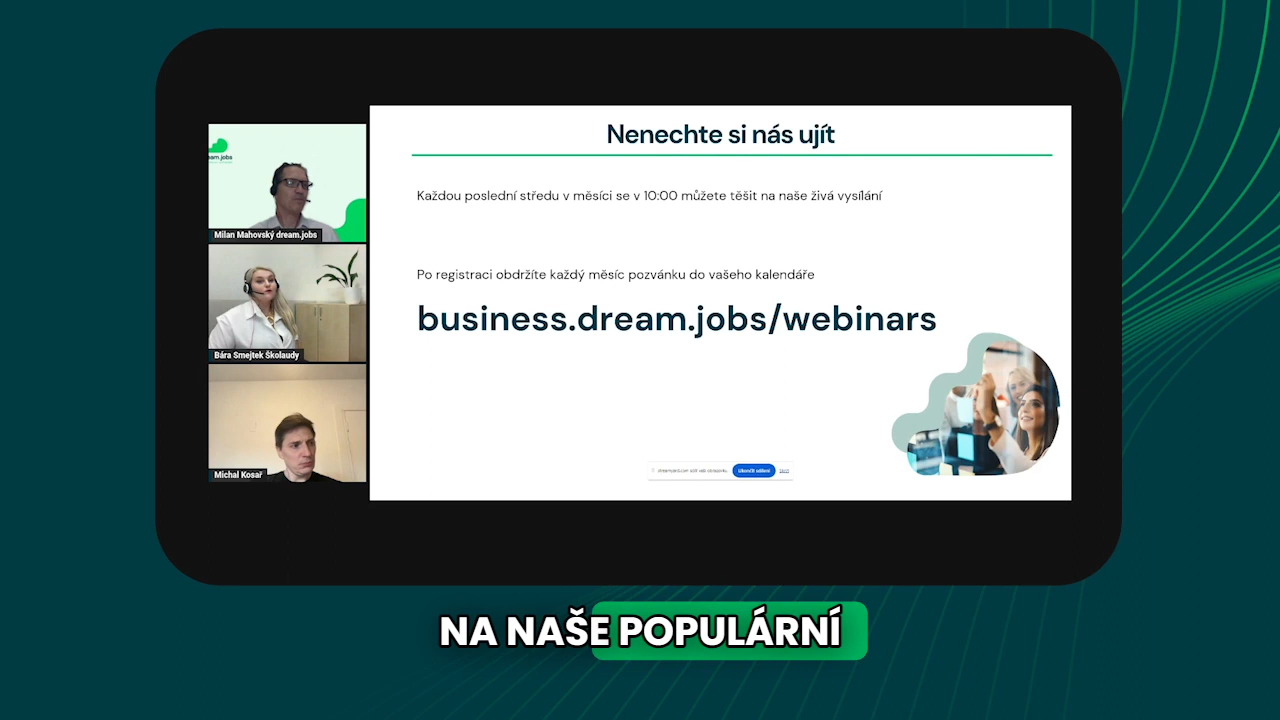 Nenechte si nás ujít
Každou poslední středu v měsíci se v 10:00 můžete těšit na naše živá vysílání
Po registraci obdržíte každý měsíc pozvánku do vašeho kalendáře
business.dream.jobs/webinars
Milan Mahovský dream.jobs
Bára Smejtek Školaudy
Michal Kosař
Ukončit sdílení
Skrýt
NA NAŠE POPULÁRNÍ